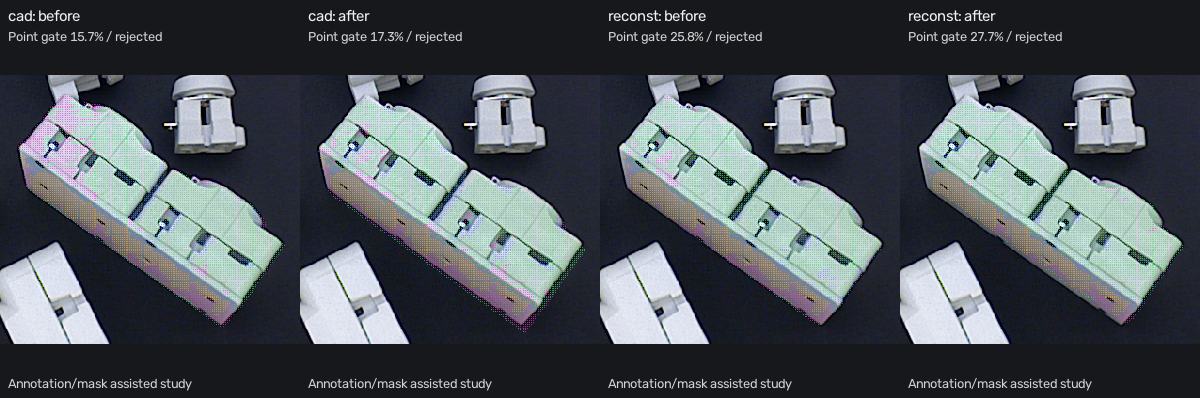 cad: before
Point gate 15.7% / rejected
cad: after
Point gate 17.3% / rejected
reconst: before
Point gate 25.8% / rejected
reconst: after
Point gate 27.7% / rejected
Annotation/mask assisted study
Annotation/mask assisted study
Annotation/mask assisted study
Annotation/mask assisted study